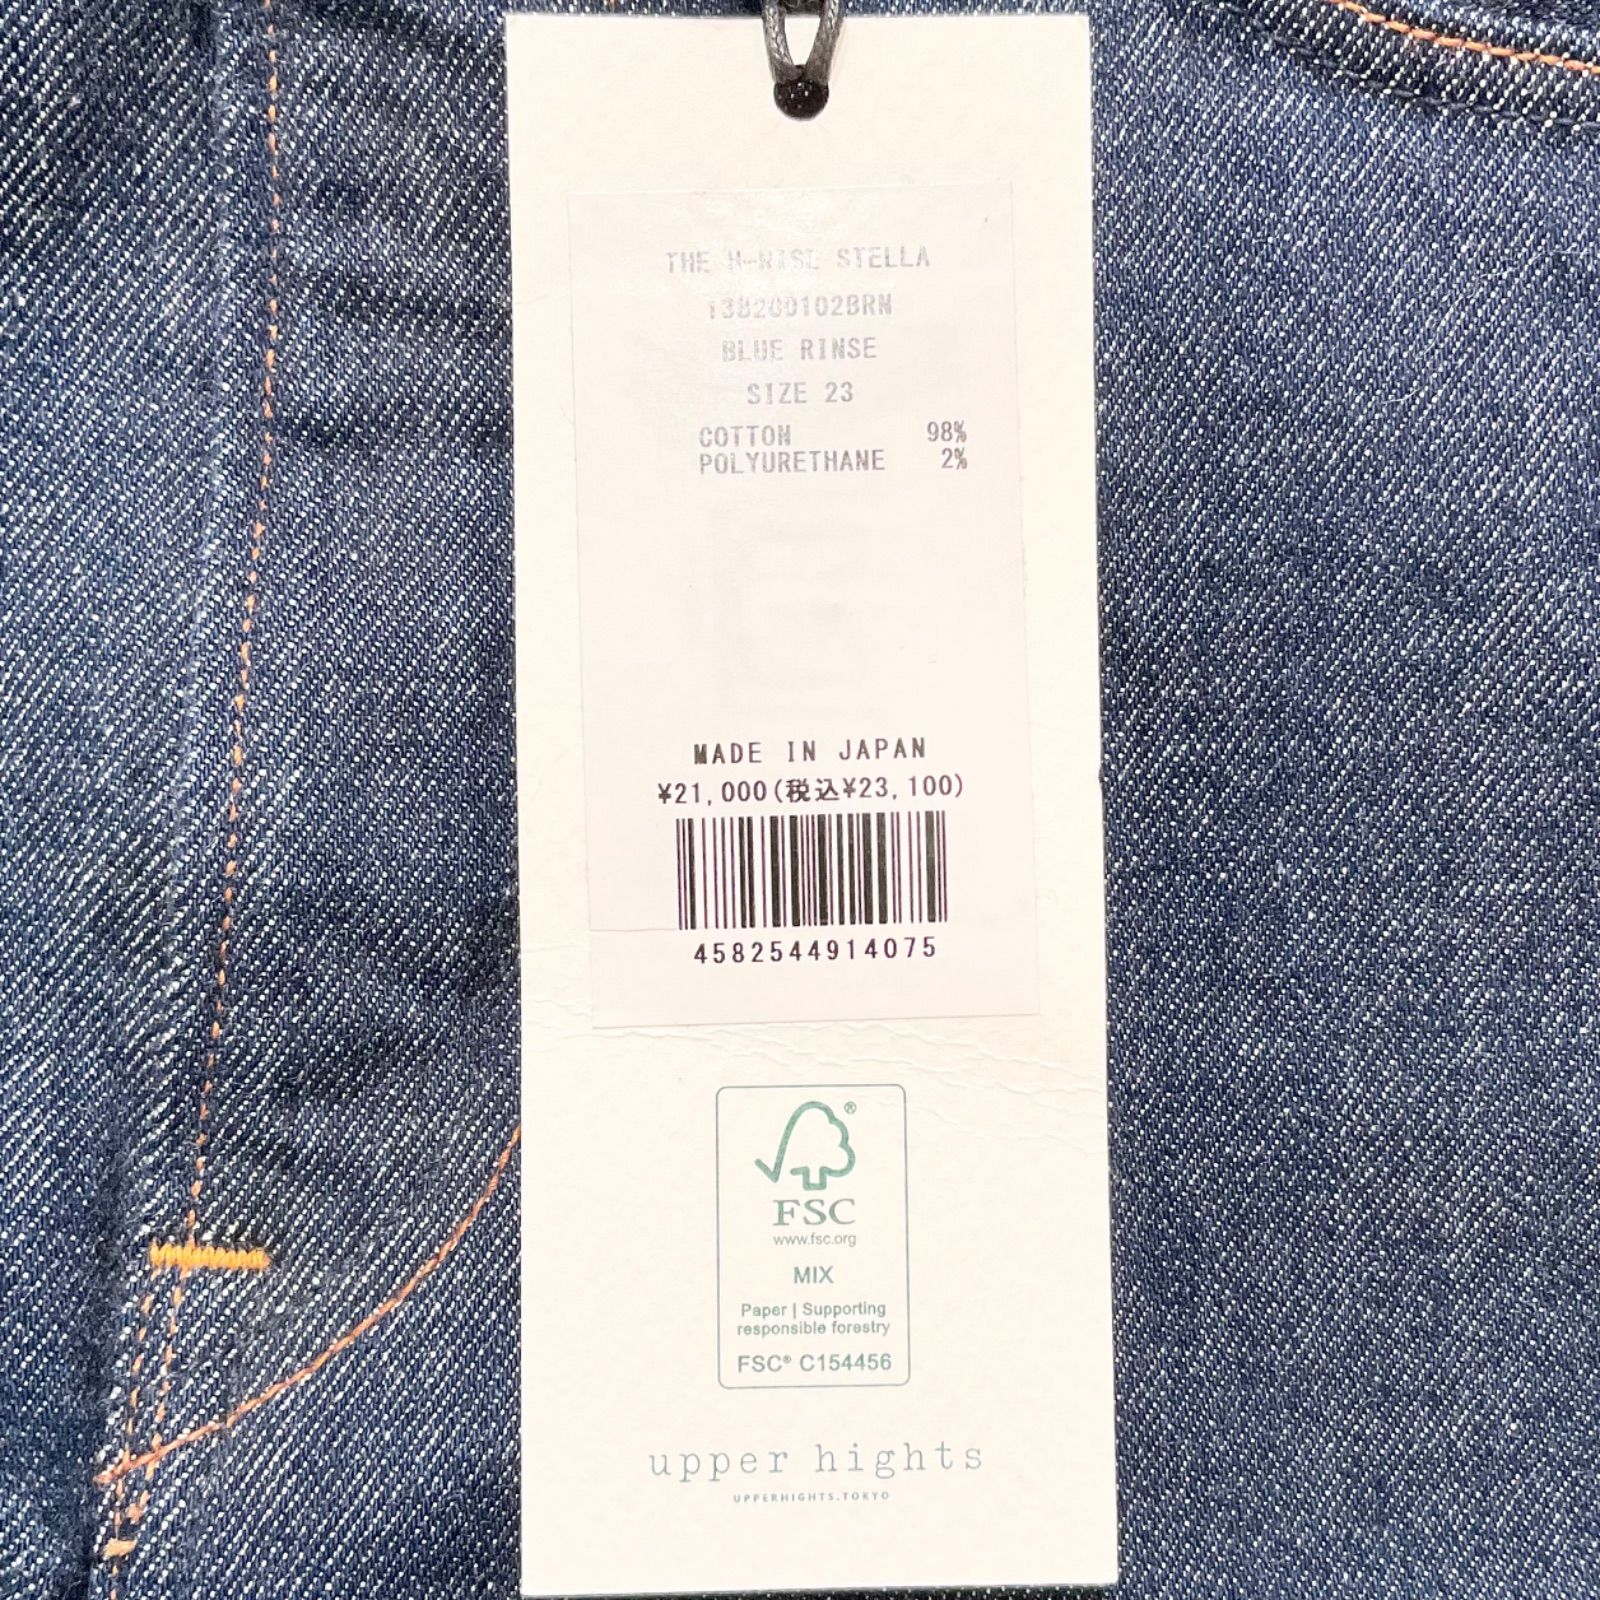 THE H-RISE STELLA
138200102BRN
BLUE RINSE
SIZE 23
COTTON 98%
POLYURETHANE 2%
MADE IN JAPAN
¥21,000(税込¥23,100)
4582544914075
®
FSC
www.fsc.org
MIX
Paper | Supporting
responsible forestry
FSC® C154456
upper hights
UPPERHIGHTS.TOKYO